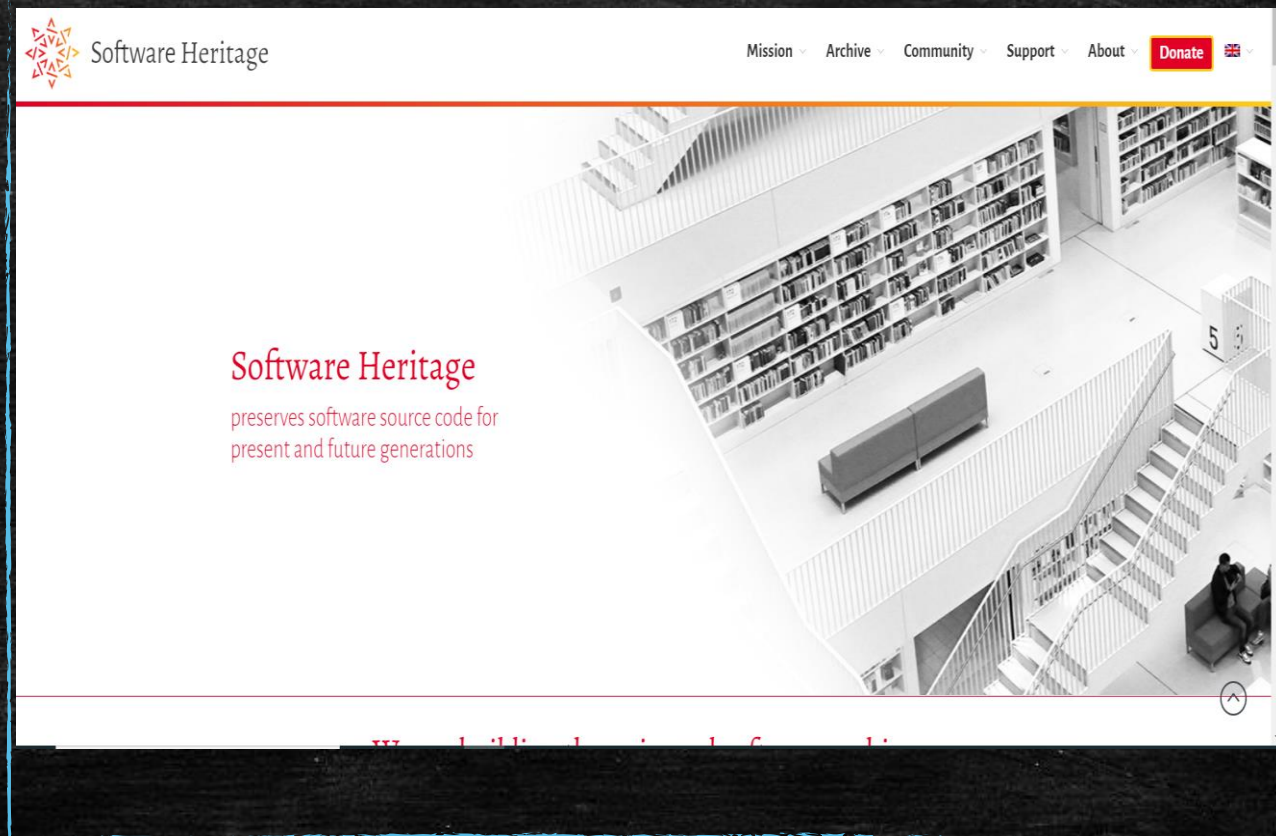 Software Heritage
Mission Archive Community Support About Donate
Software Heritage
preserves software source code for
present and future generations
5